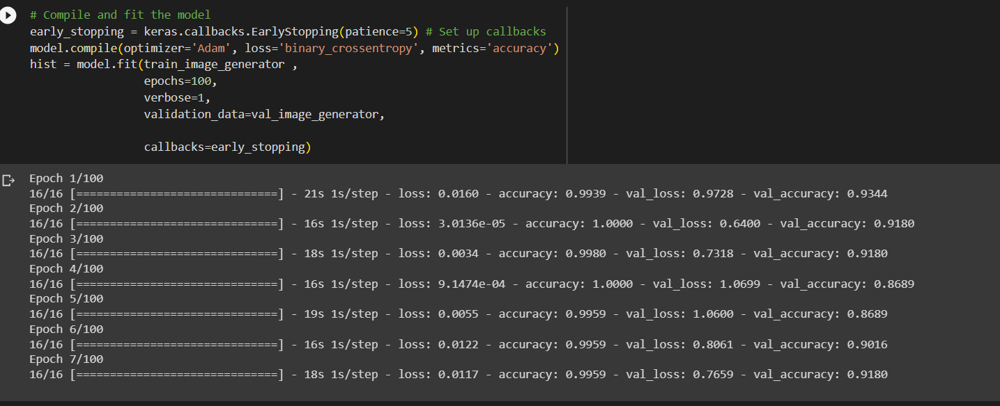 # Compile and fit the model
early_stopping = keras.callbacks.EarlyStopping(patience=5) # Set up callbacks
model.compile(optimizer='Adam', loss='binary_crossentropy', metrics='accuracy')
hist = model.fit(train_image_generator ,
epochs=100,
verbose=1,
validation_data=val_image_generator,
callbacks=early_stopping)
Epoch 1/100
16/16 [==============================] - 21s 1s/step - loss: 0.0160 - accuracy: 0.9939 - val_loss: 0.9728 - val_accuracy: 0.9344
Epoch 2/100
16/16 [==============================] - 16s 1s/step - loss: 3.0136e-05 - accuracy: 1.0000 - val_loss: 0.6400 - val_accuracy: 0.9180
Epoch 3/100
16/16 [==============================] - 18s 1s/step - loss: 0.0034 - accuracy: 0.9980 - val_loss: 0.7318 - val_accuracy: 0.9180
Epoch 4/100
16/16 [==============================] - 16s 1s/step - loss: 9.1474e-04 - accuracy: 1.0000 - val_loss: 1.0699 - val_accuracy: 0.8689
Epoch 5/100
16/16 [==============================] - 19s 1s/step - loss: 0.0055 - accuracy: 0.9959 - val_loss: 1.0600 - val_accuracy: 0.8689
Epoch 6/100
16/16 [==============================] - 16s 1s/step - loss: 0.0122 - accuracy: 0.9959 - val_loss: 0.8061 - val_accuracy: 0.9016
Epoch 7/100
16/16 [==============================] - 18s 1s/step - loss: 0.0117 - accuracy: 0.9959 - val_loss: 0.7659 - val_accuracy: 0.9180